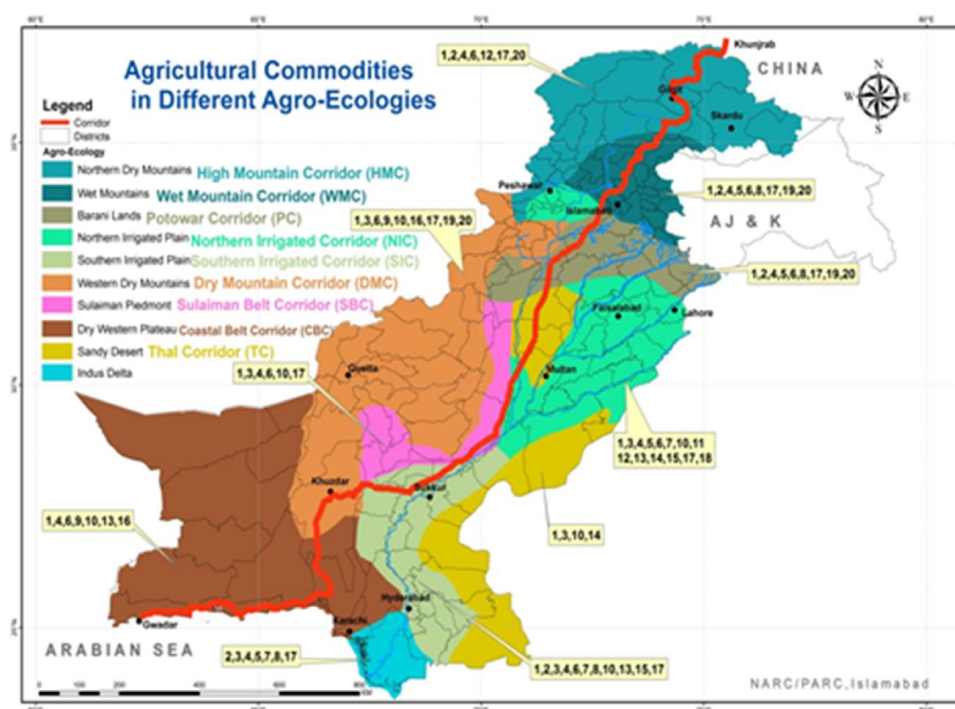 Agricultural Commodities
in Different Agro-Ecologies
Legend
Corridor
Districts
Agro-Ecology
Northern Dry Mountains High Mountain Corridor (HMC)
Wet Mountains Wet Mountain Corridor (WMC)
Barani Lands Potowar Corridor (PC)
Northern Irrigated Plain Northern Irrigated Corridor (NIC)
Southern Irrigated Plain Southern Irrigated Corridor (SIC)
Western Dry Mountains Dry Mountain Corridor (DMC)
Sulaiman Piedmont Sulaiman Belt Corridor (SBC)
Dry Western Plateau Coastal Belt Corridor (CBC)
Sandy Desert Thal Corridor (TC)
Indus Delta
1,2,4,6,12,17,20
Khunjrab
CHINA
N
W E
S
Gilgit
Skardu
Peshawar
Islamabad
1,2,4,5,6,8,17,19,20
AJ & K
1,3,6,9,10,16,17,19,20
1,2,4,5,6,8,17,19,20
Faisalabad
Lahore
Multan
Quetta
1,3,4,6,10,17
1,3,4,5,6,7,10,11
12,13,14,15,17,18
Khuzdar
Sukkur
1,3,10,14
1,4,6,9,10,13,16
Gwadar
Hyderabad
Karachi
ARABIAN SEA
2,3,4,5,7,8,17
1,2,3,4,6,7,8,10,13,15,17
0 200 400 600
NARC/PARC,Islamabad